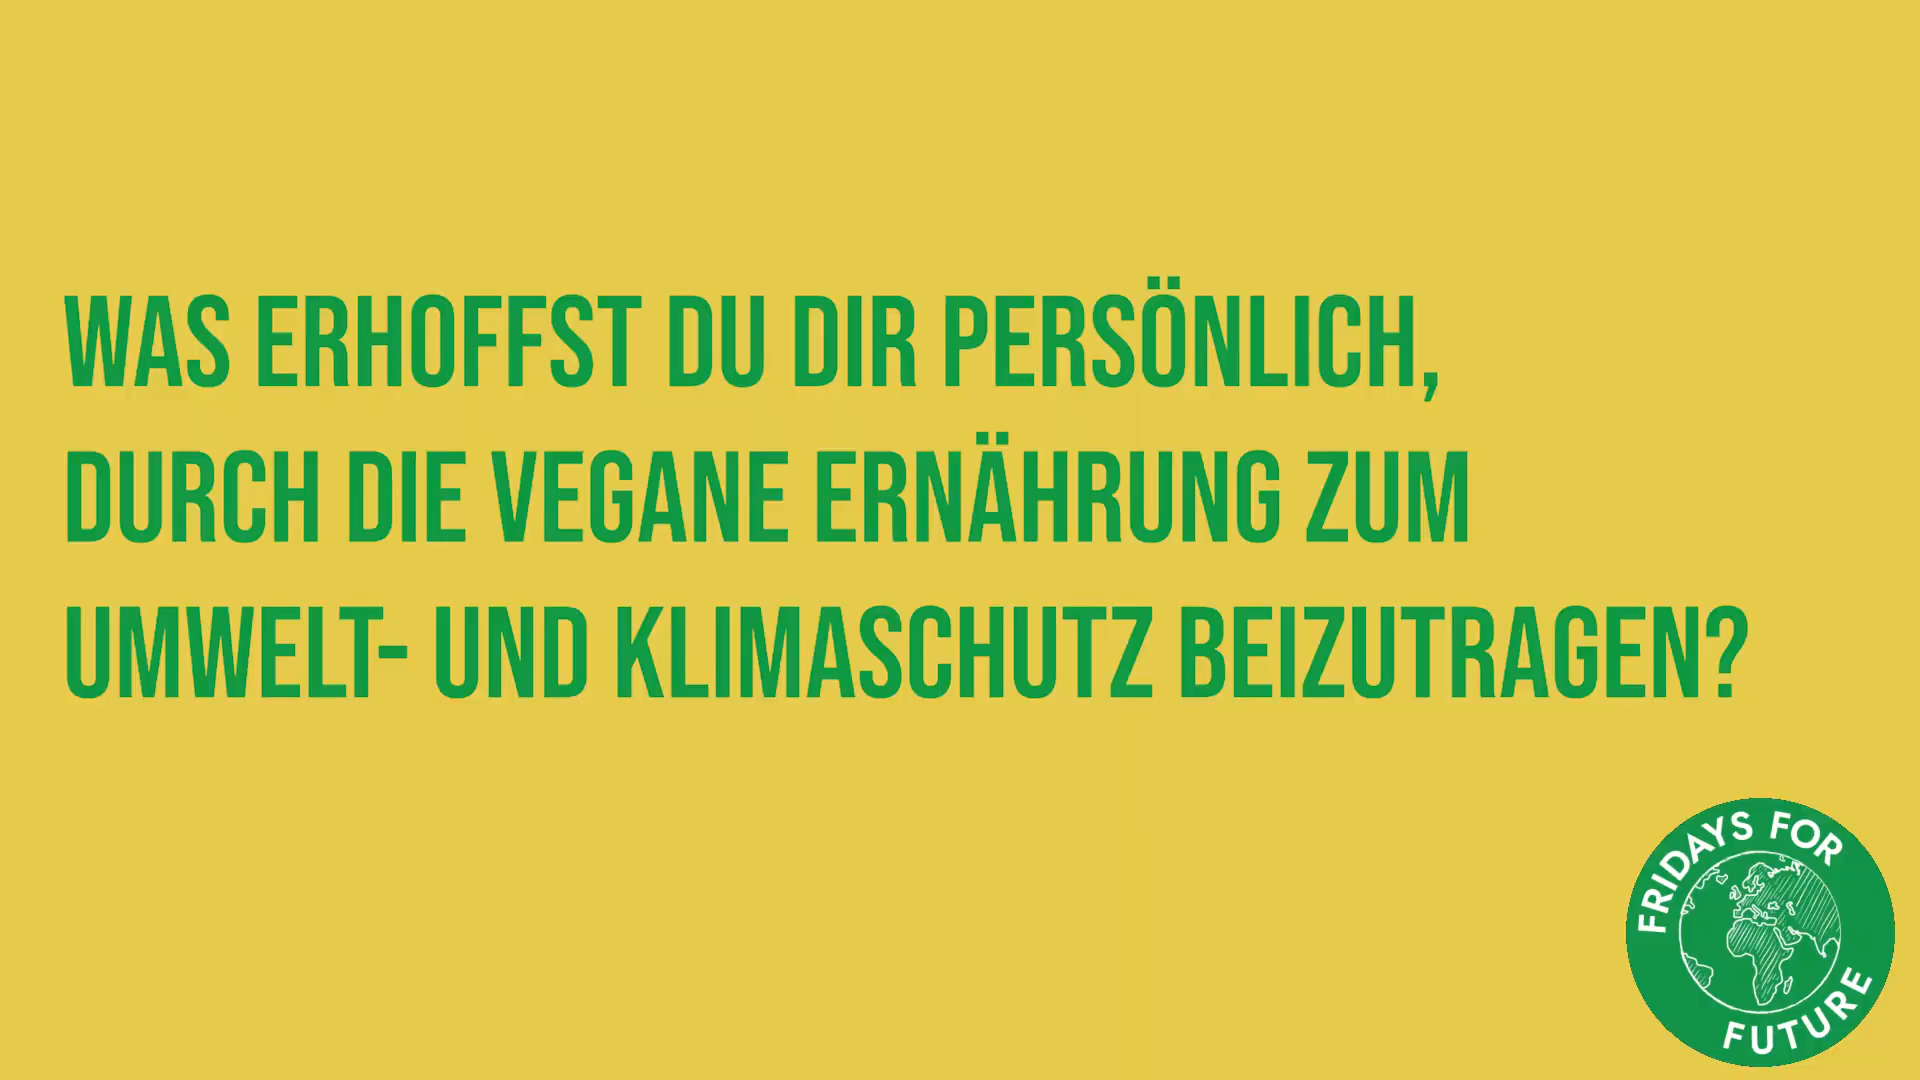 WAS ERHOFFST DU DIR PERSÖNLICH,
DURCH DIE VEGANE ERNÄHRUNG ZUM
UMWELT- UND KLIMASCHUTZ BEIZUTRAGEN?
FRIDAYS FOR
FUTURE